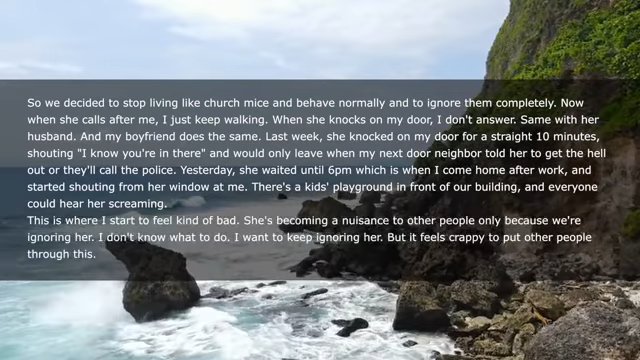 So we decided to stop living like church mice and behave normally and to ignore them completely. Now
when she calls after me, I just keep walking. When she knocks on my door, I don't answer. Same with her
husband. And my boyfriend does the same. Last week, she knocked on my door for a straight 10 minutes,
shouting "I know you're in there" and would only leave when my next door neighbor told her to get the hell
out or they'll call the police. Yesterday, she waited until 6pm which is when I come home after work, and
started shouting from her window at me. There's a kids' playground in front of our building, and everyone
could hear her screaming.
This is where I start to feel kind of bad. She's becoming a nuisance to other people only because we're
ignoring her. I don't know what to do. I want to keep ignoring her. But it feels crappy to put other people
through this.